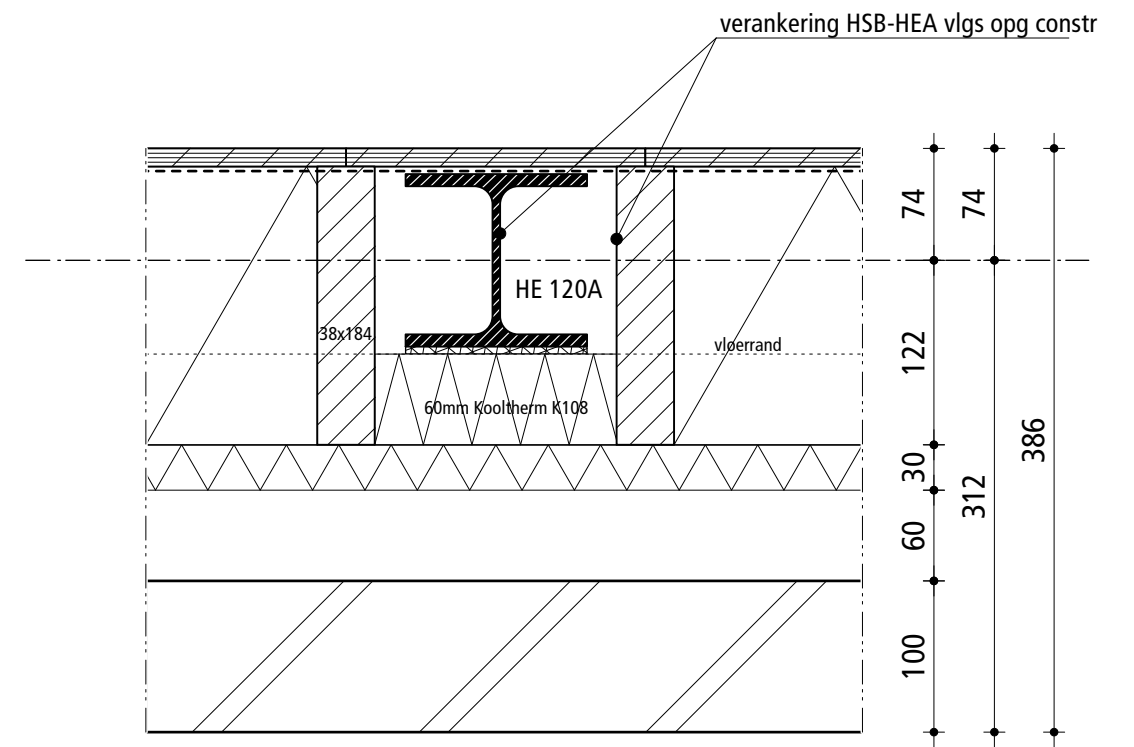 verankering HSB-HEA vlgs opg constr
74
74
HE 120A
38x184
vloerrand
122
60mm Kooltherm K108
386
30
312
60
100